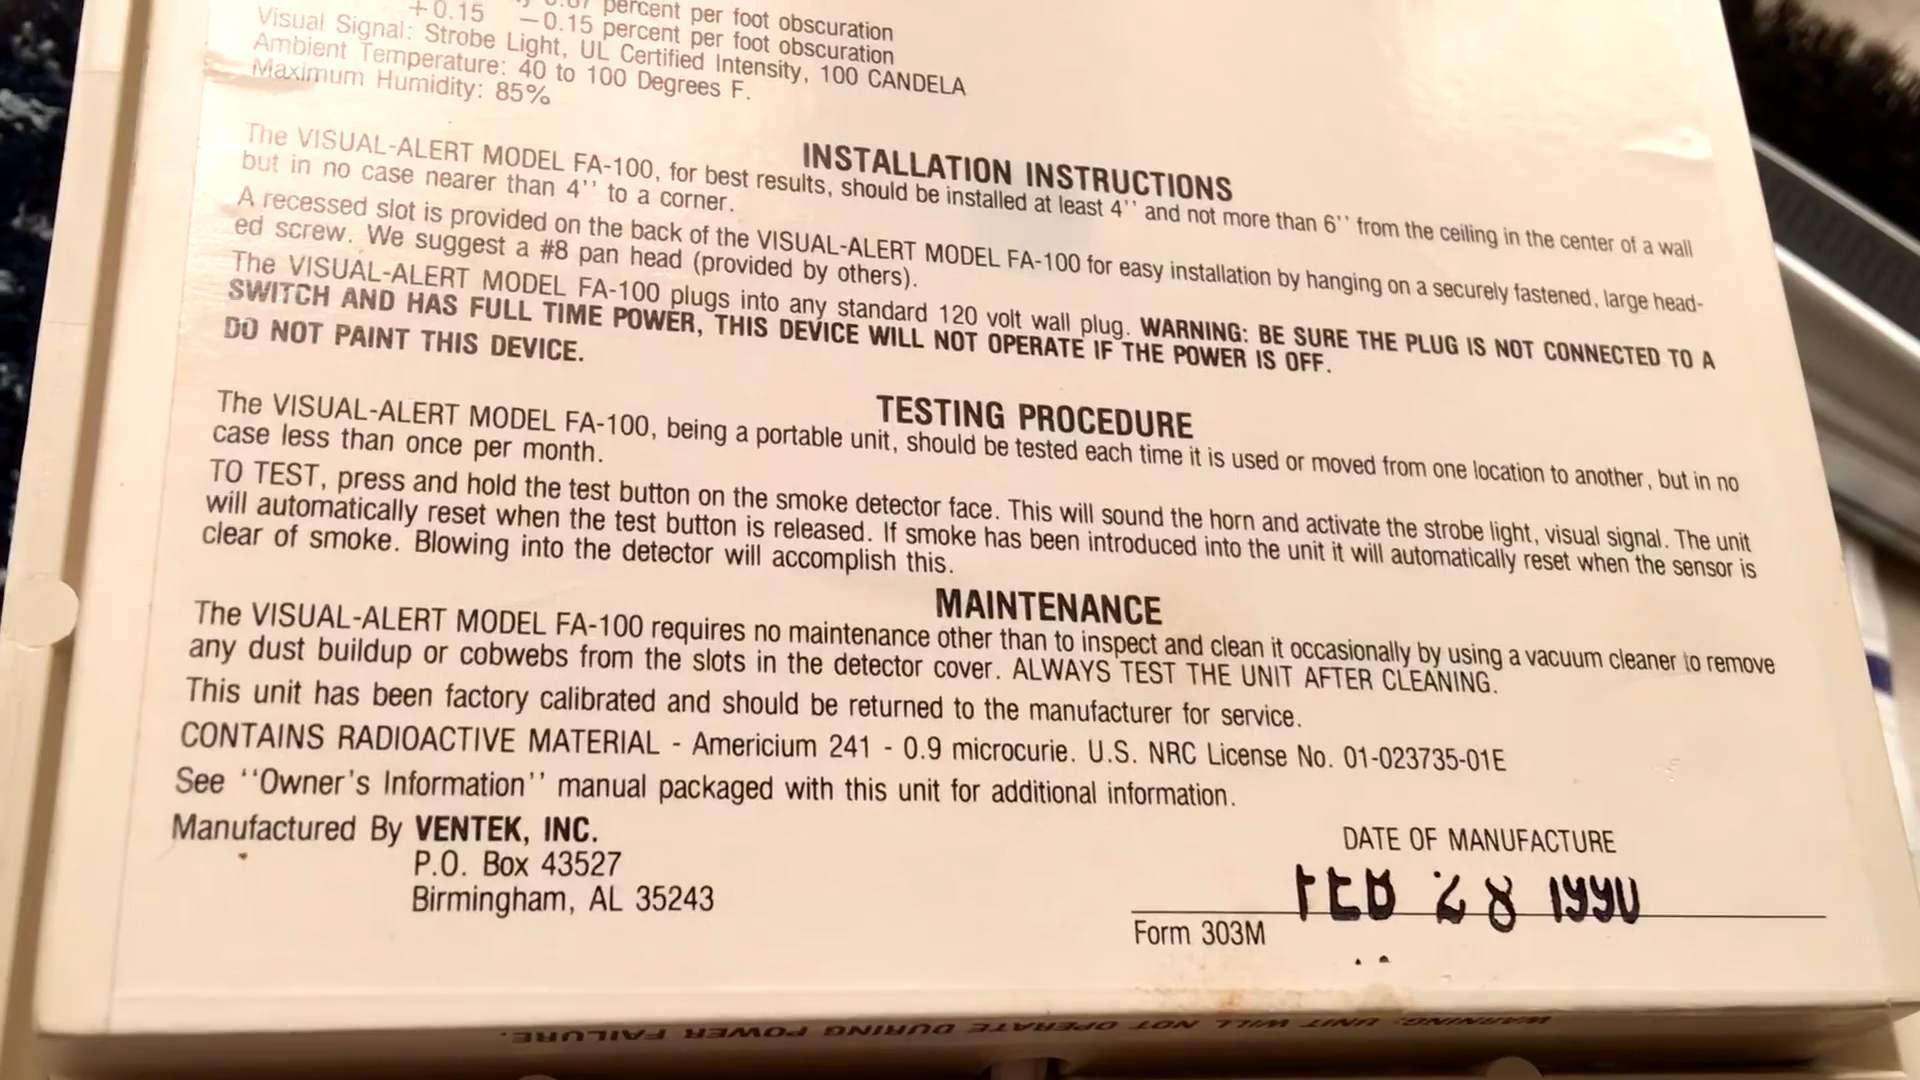 percent per foot obscuration
+0.15 −0.15 percent per foot obscuration
Visual Signal: Strobe Light, UL Certified Intensity, 100 CANDELA
Ambient Temperature: 40 to 100 Degrees F.
Maximum Humidity: 85%
INSTALLATION INSTRUCTIONS
The VISUAL-ALERT MODEL FA-100, for best results, should be installed at least 4'' and not more than 6'' from the ceiling in the center of a wall
but in no case nearer than 4'' to a corner.
A recessed slot is provided on the back of the VISUAL-ALERT MODEL FA-100 for easy installation by hanging on a securely fastened, large head-
ed screw. We suggest a #8 pan head (provided by others).
The VISUAL-ALERT MODEL FA-100 plugs into any standard 120 volt wall plug. WARNING: BE SURE THE PLUG IS NOT CONNECTED TO A
SWITCH AND HAS FULL TIME POWER, THIS DEVICE WILL NOT OPERATE IF THE POWER IS OFF.
DO NOT PAINT THIS DEVICE.
TESTING PROCEDURE
The VISUAL-ALERT MODEL FA-100, being a portable unit, should be tested each time it is used or moved from one location to another, but in no
case less than once per month.
TO TEST, press and hold the test button on the smoke detector face. This will sound the horn and activate the strobe light, visual signal. The unit
will automatically reset when the test button is released. If smoke has been introduced into the unit it will automatically reset when the sensor is
clear of smoke. Blowing into the detector will accomplish this.
MAINTENANCE
The VISUAL-ALERT MODEL FA-100 requires no maintenance other than to inspect and clean it occasionally by using a vacuum cleaner to remove
any dust buildup or cobwebs from the slots in the detector cover. ALWAYS TEST THE UNIT AFTER CLEANING.
This unit has been factory calibrated and should be returned to the manufacturer for service.
CONTAINS RADIOACTIVE MATERIAL - Americium 241 - 0.9 microcurie. U.S. NRC License No. 01-023735-01E
See ''Owner's Information'' manual packaged with this unit for additional information.
Manufactured By VENTEK, INC.
P.O. Box 43527
Birmingham, AL 35243
DATE OF MANUFACTURE
FEB 28 1990
Form 303M
WARNING: UNIT WILL NOT OPERATE DURING POWER FAILURE.